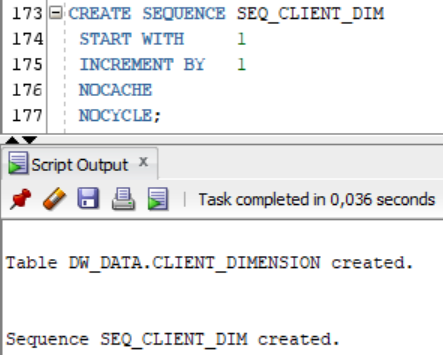 173 CREATE SEQUENCE SEQ_CLIENT_DIM
174 START WITH 1
175 INCREMENT BY 1
176 NOCACHE
177 NOCYCLE;
Script Output x
Task completed in 0,036 seconds
Table DW_DATA.CLIENT_DIMENSION created.
Sequence SEQ_CLIENT_DIM created.